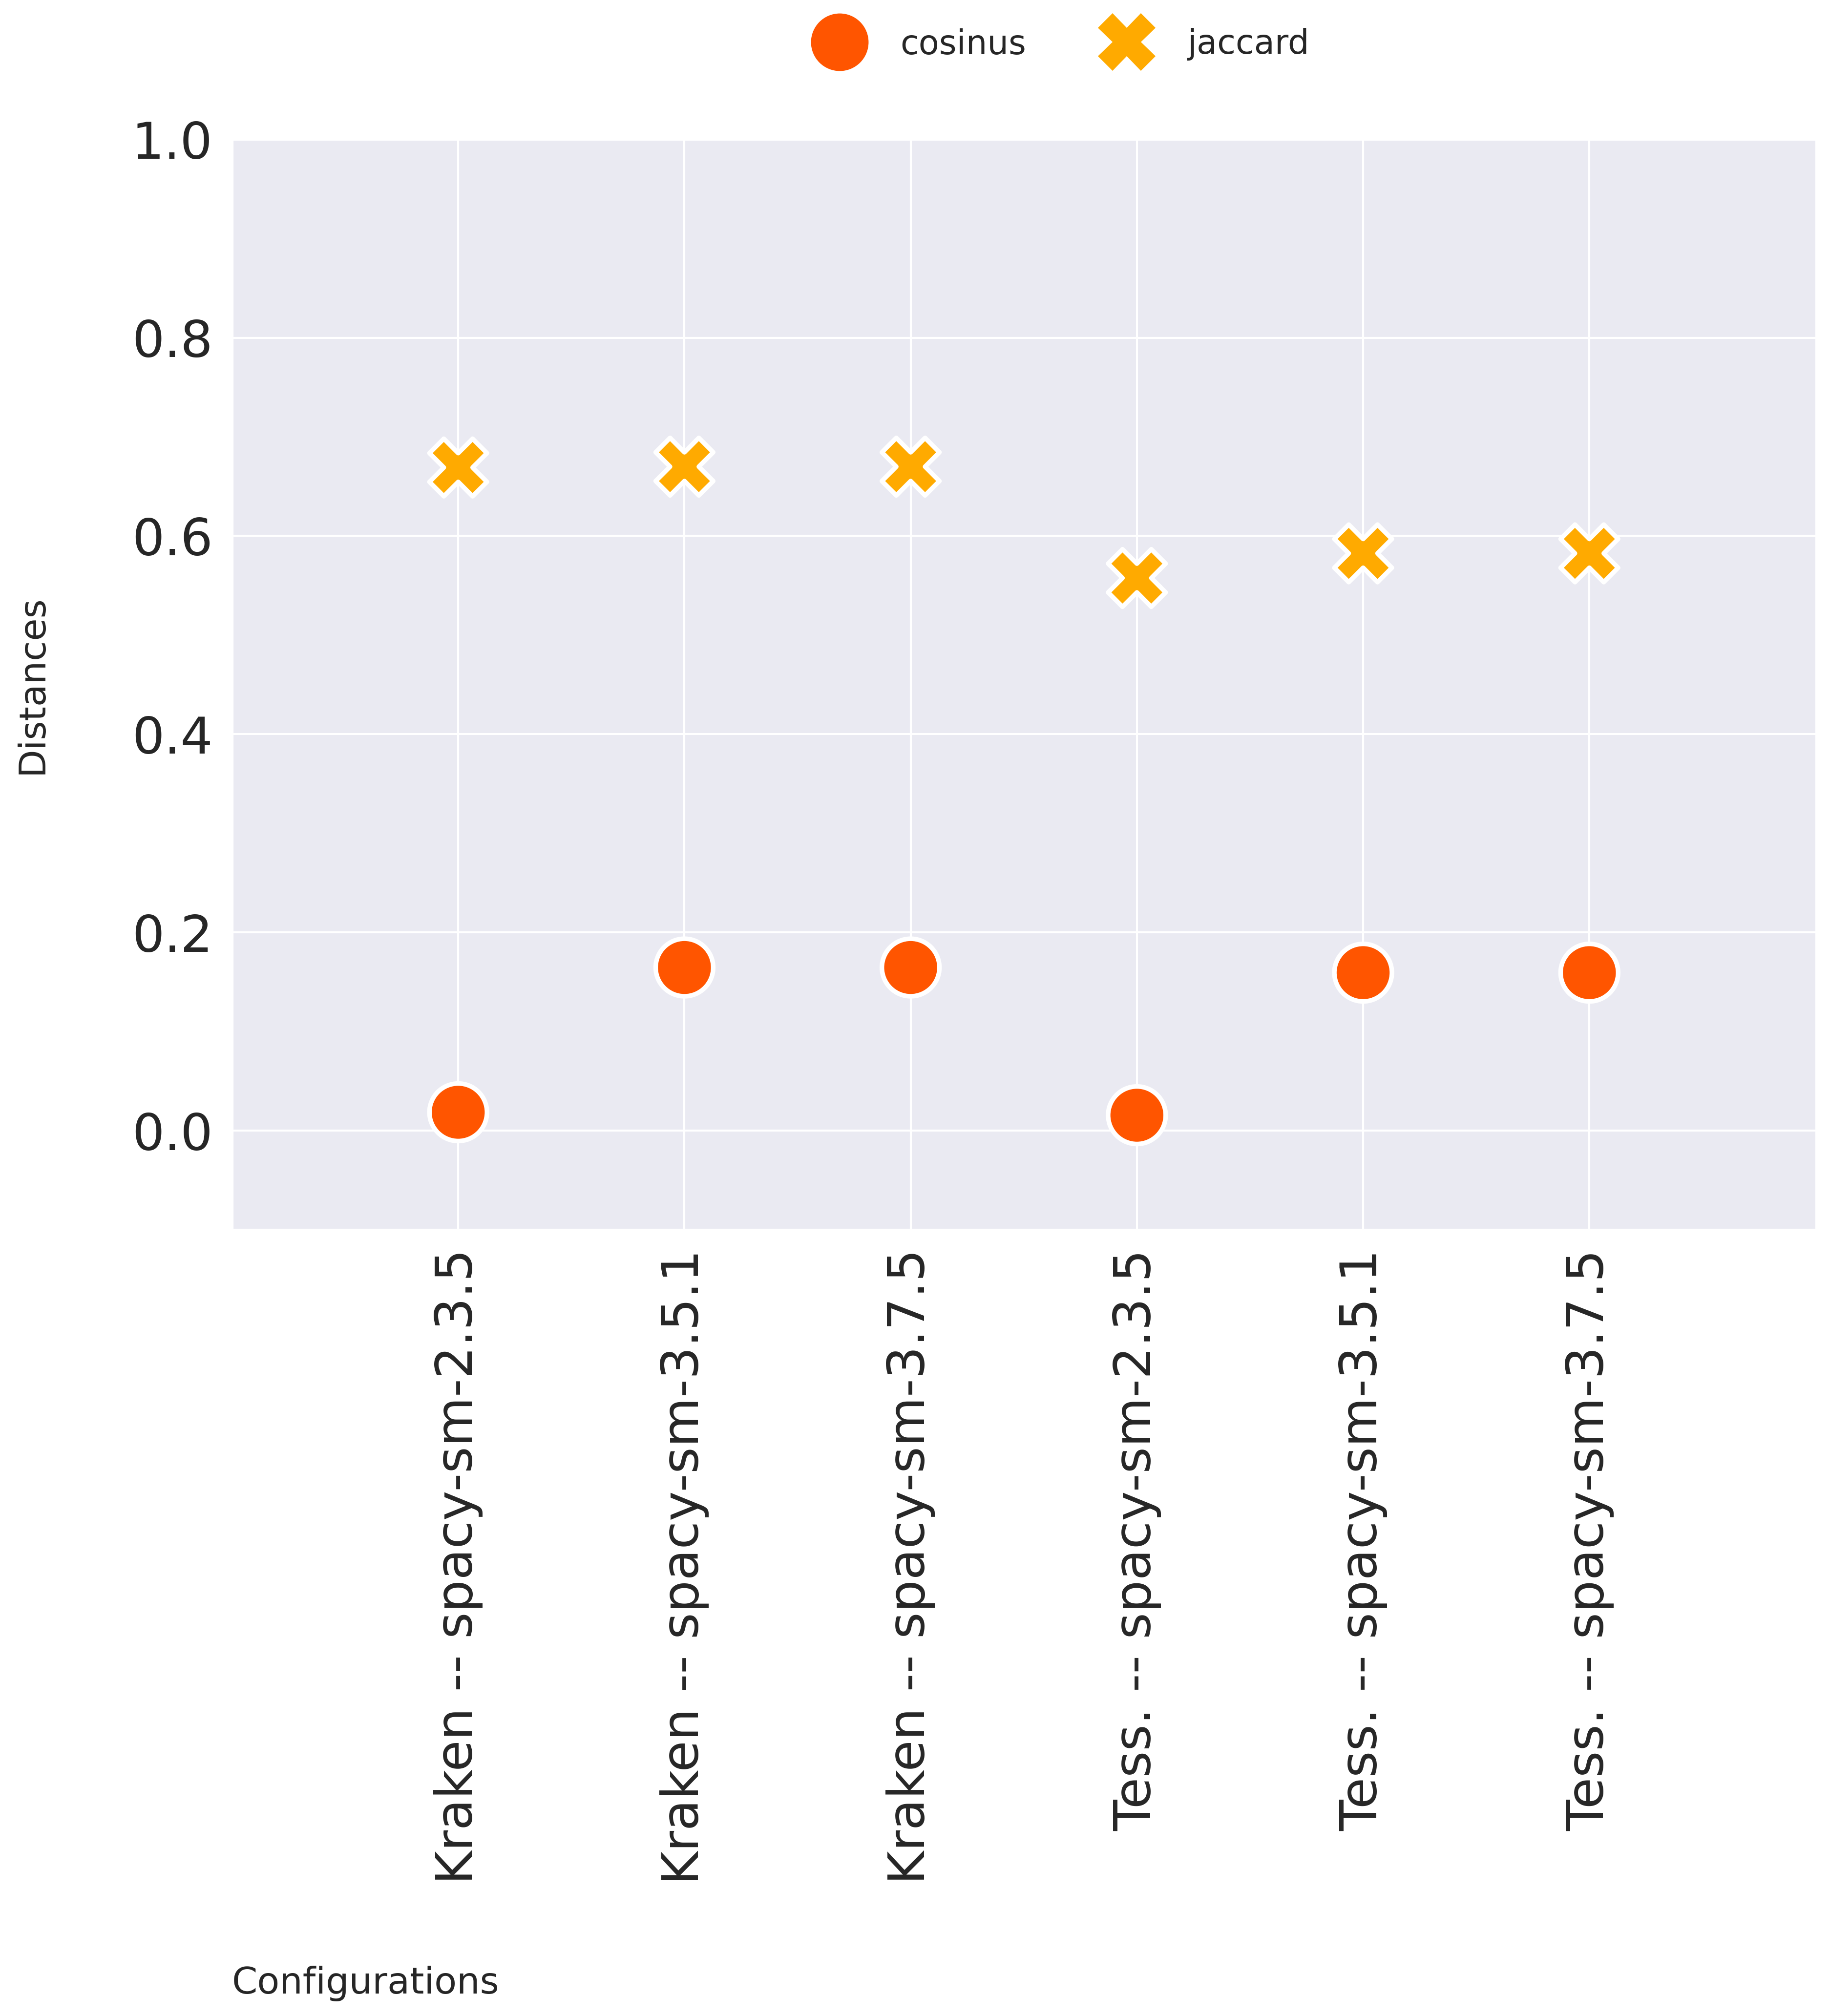 cosinus
jaccard
1.0
0.8
0.6
0.4
0.2
0.0
Distances
Kraken -- spacy-sm-2.3.5
Kraken -- spacy-sm-3.5.1
Kraken -- spacy-sm-3.7.5
Tess. -- spacy-sm-2.3.5
Tess. -- spacy-sm-3.5.1
Tess. -- spacy-sm-3.7.5
Configurations